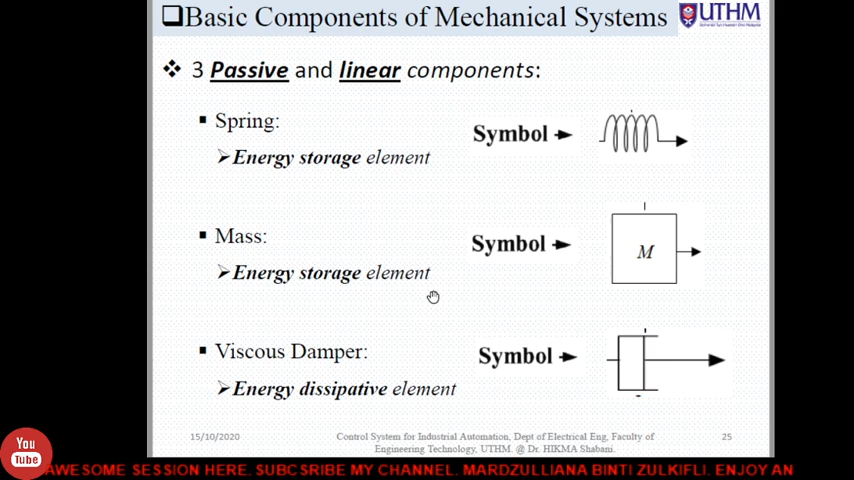 ❑Basic Components of Mechanical Systems
UTHM
❖ 3 Passive and linear components:
▪ Spring:
Symbol
➢Energy storage element
▪ Mass:
Symbol
M
➢Energy storage element
▪ Viscous Damper:
Symbol
➢Energy dissipative element
15/10/2020
Control System for Industrial Automation, Dept of Electrical Eng, Faculty of
Engineering Technology, UTHM. @ Dr. HIKMA Shabani.
25
You
Tube
AWESOME SESSION HERE. SUBCSRIBE MY CHANNEL. MARDZULLIANA BINTI ZULKIFLI. ENJOY AN